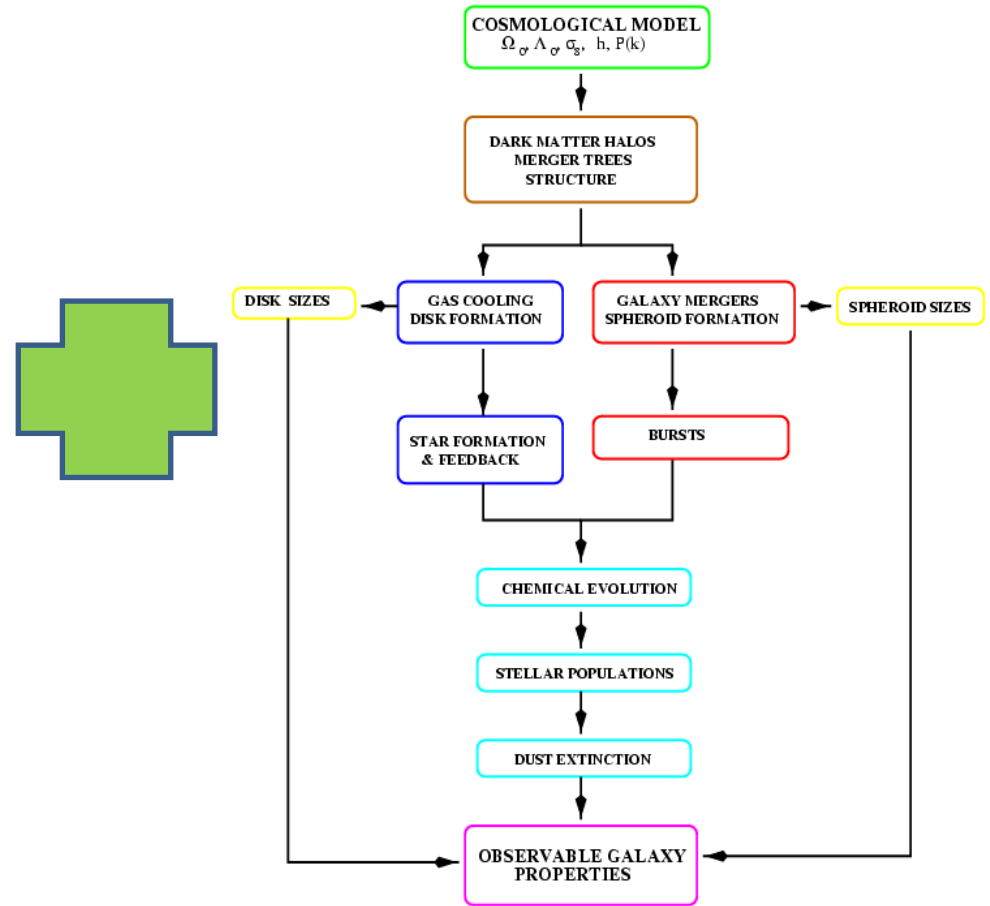 COSMOLOGICAL MODEL
Ω₀, Λ₀, σ₈, h, P(k)
DARK MATTER HALOS
MERGER TREES
STRUCTURE
DISK SIZES
GAS COOLING
DISK FORMATION
GALAXY MERGERS
SPHEROID FORMATION
SPHEROID SIZES
STAR FORMATION
& FEEDBACK
BURSTS
CHEMICAL EVOLUTION
STELLAR POPULATIONS
DUST EXTINCTION
OBSERVABLE GALAXY
PROPERTIES